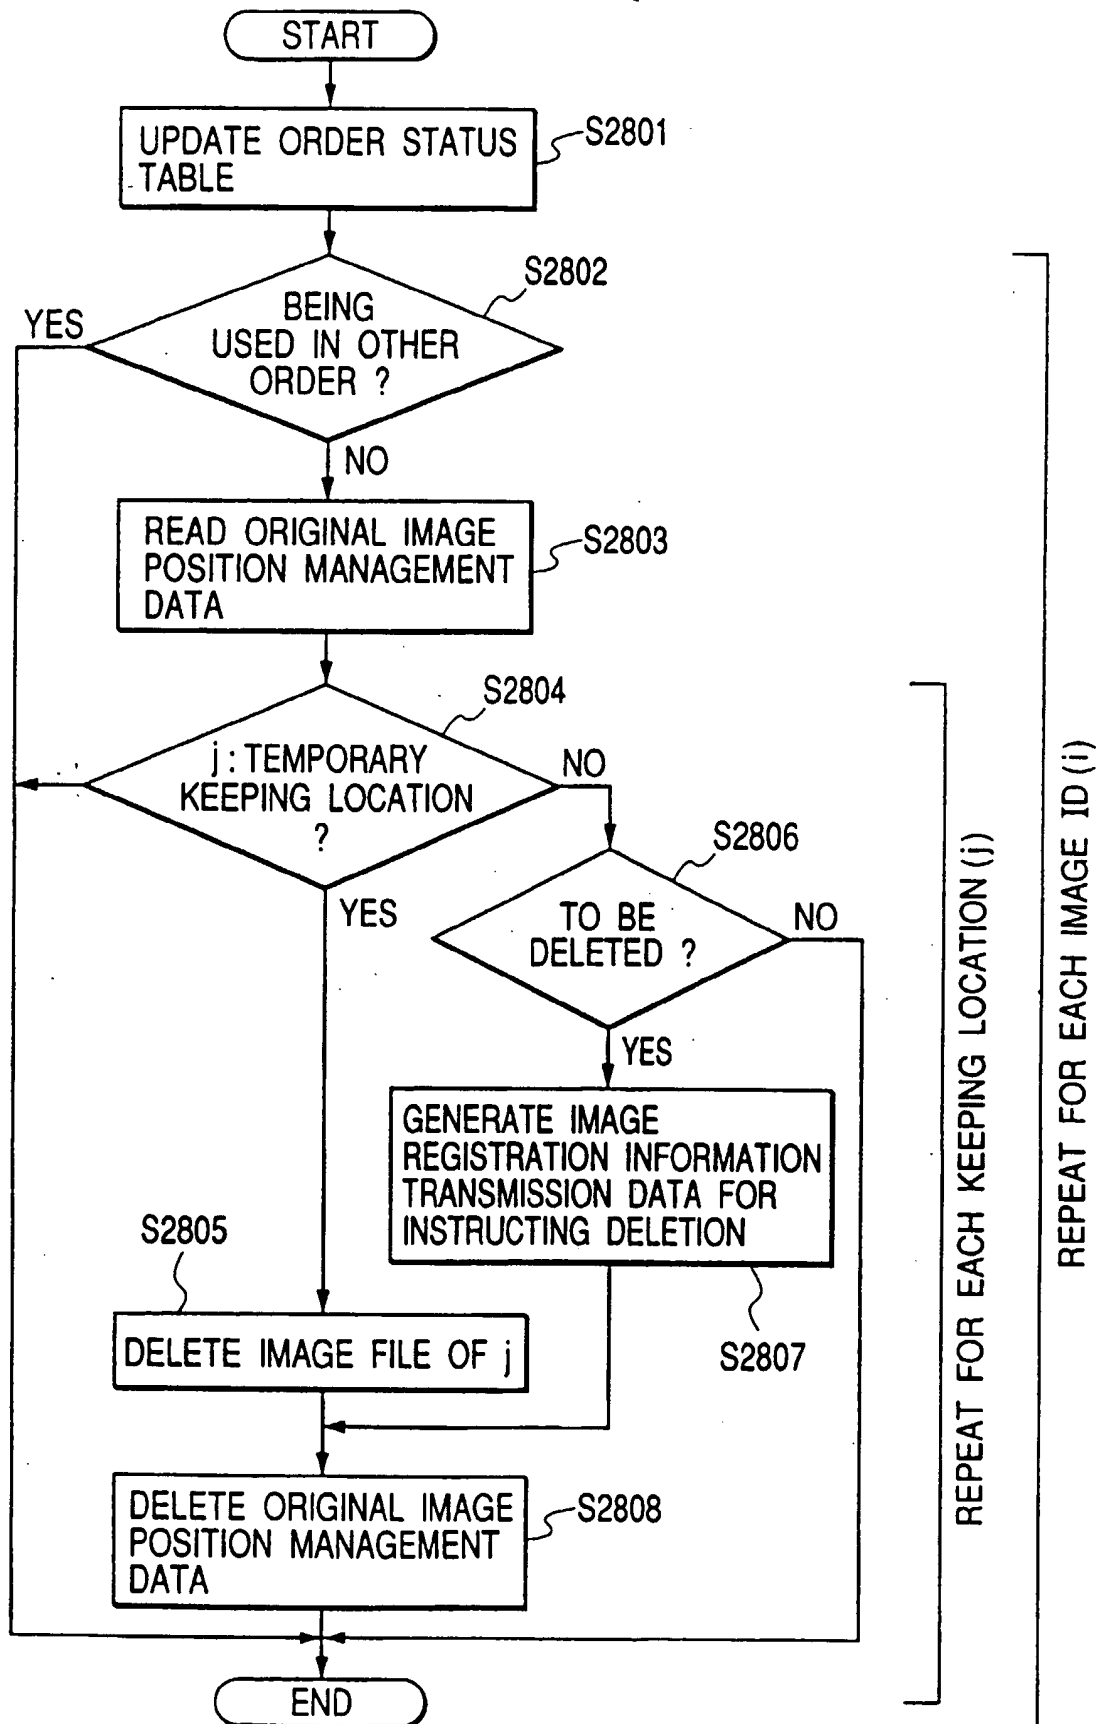 START
UPDATE ORDER STATUS
TABLE
S2801
S2802
BEING
USED IN OTHER
ORDER ?
YES
NO
READ ORIGINAL IMAGE
POSITION MANAGEMENT
DATA
S2803
S2804
j : TEMPORARY
KEEPING LOCATION
?
NO
YES
S2806
TO BE
DELETED ?
NO
YES
GENERATE IMAGE
REGISTRATION INFORMATION
TRANSMISSION DATA FOR
INSTRUCTING DELETION
S2807
S2805
DELETE IMAGE FILE OF j
DELETE ORIGINAL IMAGE
POSITION MANAGEMENT
DATA
S2808
END
REPEAT FOR EACH KEEPING LOCATION (j)
REPEAT FOR EACH IMAGE ID (i)